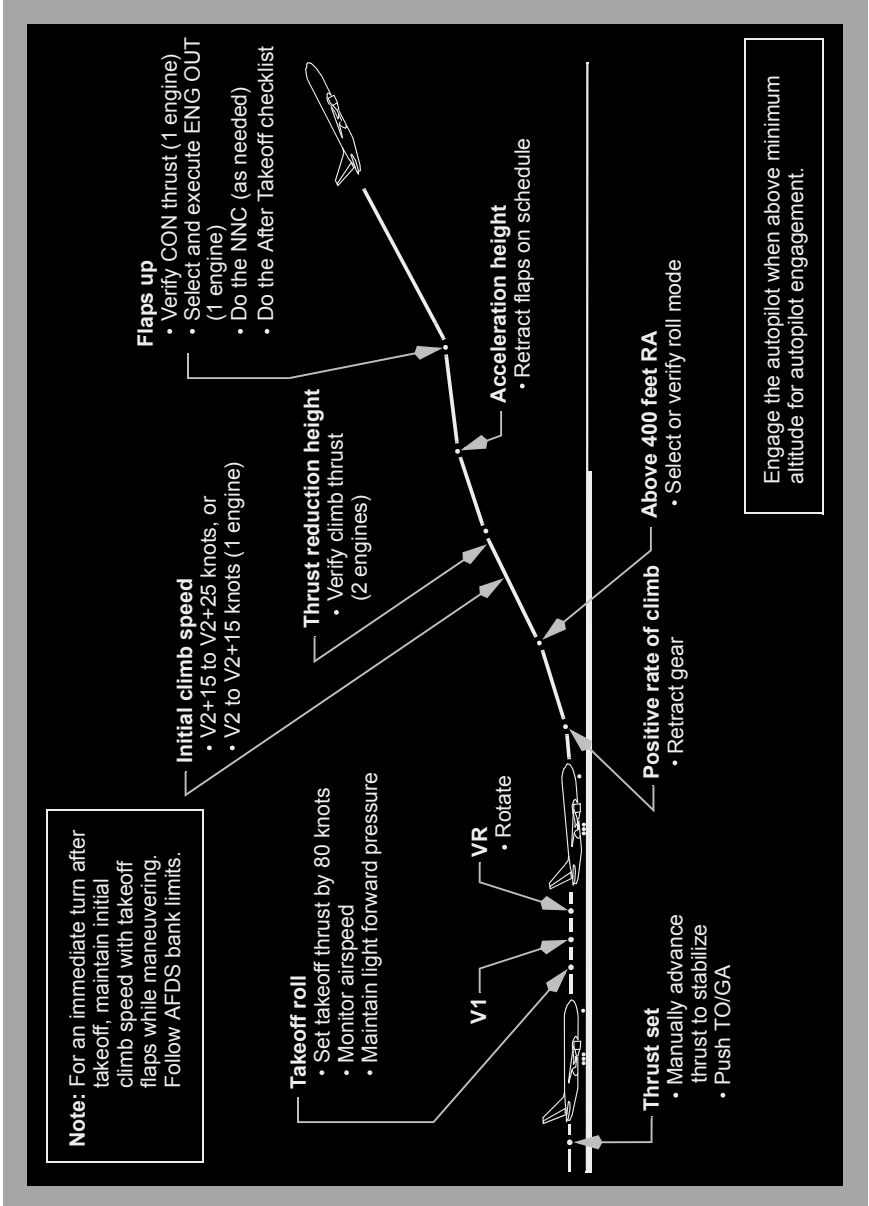 Note: For an immediate turn after
takeoff, maintain initial
climb speed with takeoff
flaps while maneuvering.
Follow AFDS bank limits.
Takeoff roll
• Set takeoff thrust by 80 knots
• Monitor airspeed
• Maintain light forward pressure
V1
VR
• Rotate
Thrust set
• Manually advance
thrust to stabilize
• Push TO/GA
Initial climb speed
• V2+15 to V2+25 knots, or
• V2 to V2+15 knots (1 engine)
Thrust reduction height
• Verify climb thrust
(2 engines)
Positive rate of climb
• Retract gear
Above 400 feet RA
• Select or verify roll mode
Flaps up
• Verify CON thrust (1 engine)
• Select and execute ENG OUT
(1 engine)
• Do the NNC (as needed)
• Do the After Takeoff checklist
Acceleration height
• Retract flaps on schedule
Engage the autopilot when above minimum
altitude for autopilot engagement.